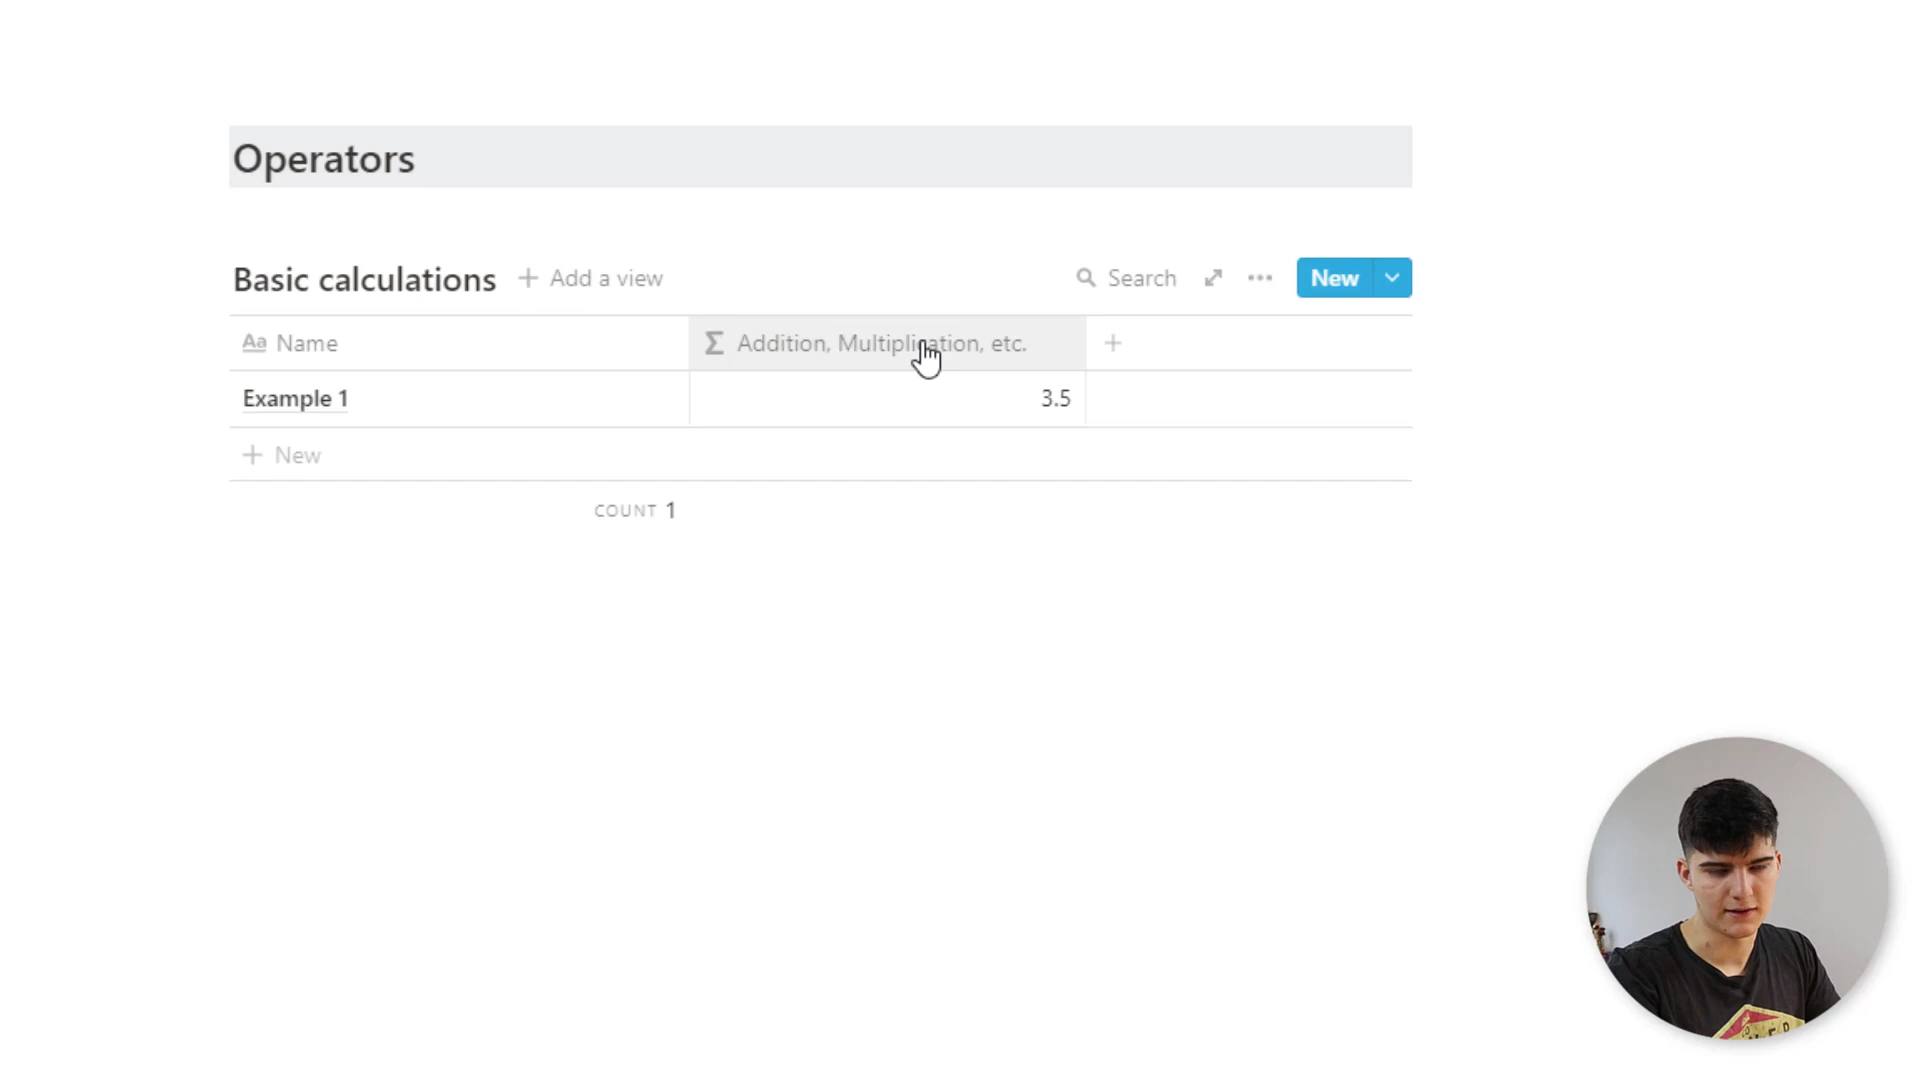 Operators
Basic calculations + Add a view Search New
Aa Name Σ Addition, Multiplication, etc. +
Example 1 3.5
+ New
COUNT 1